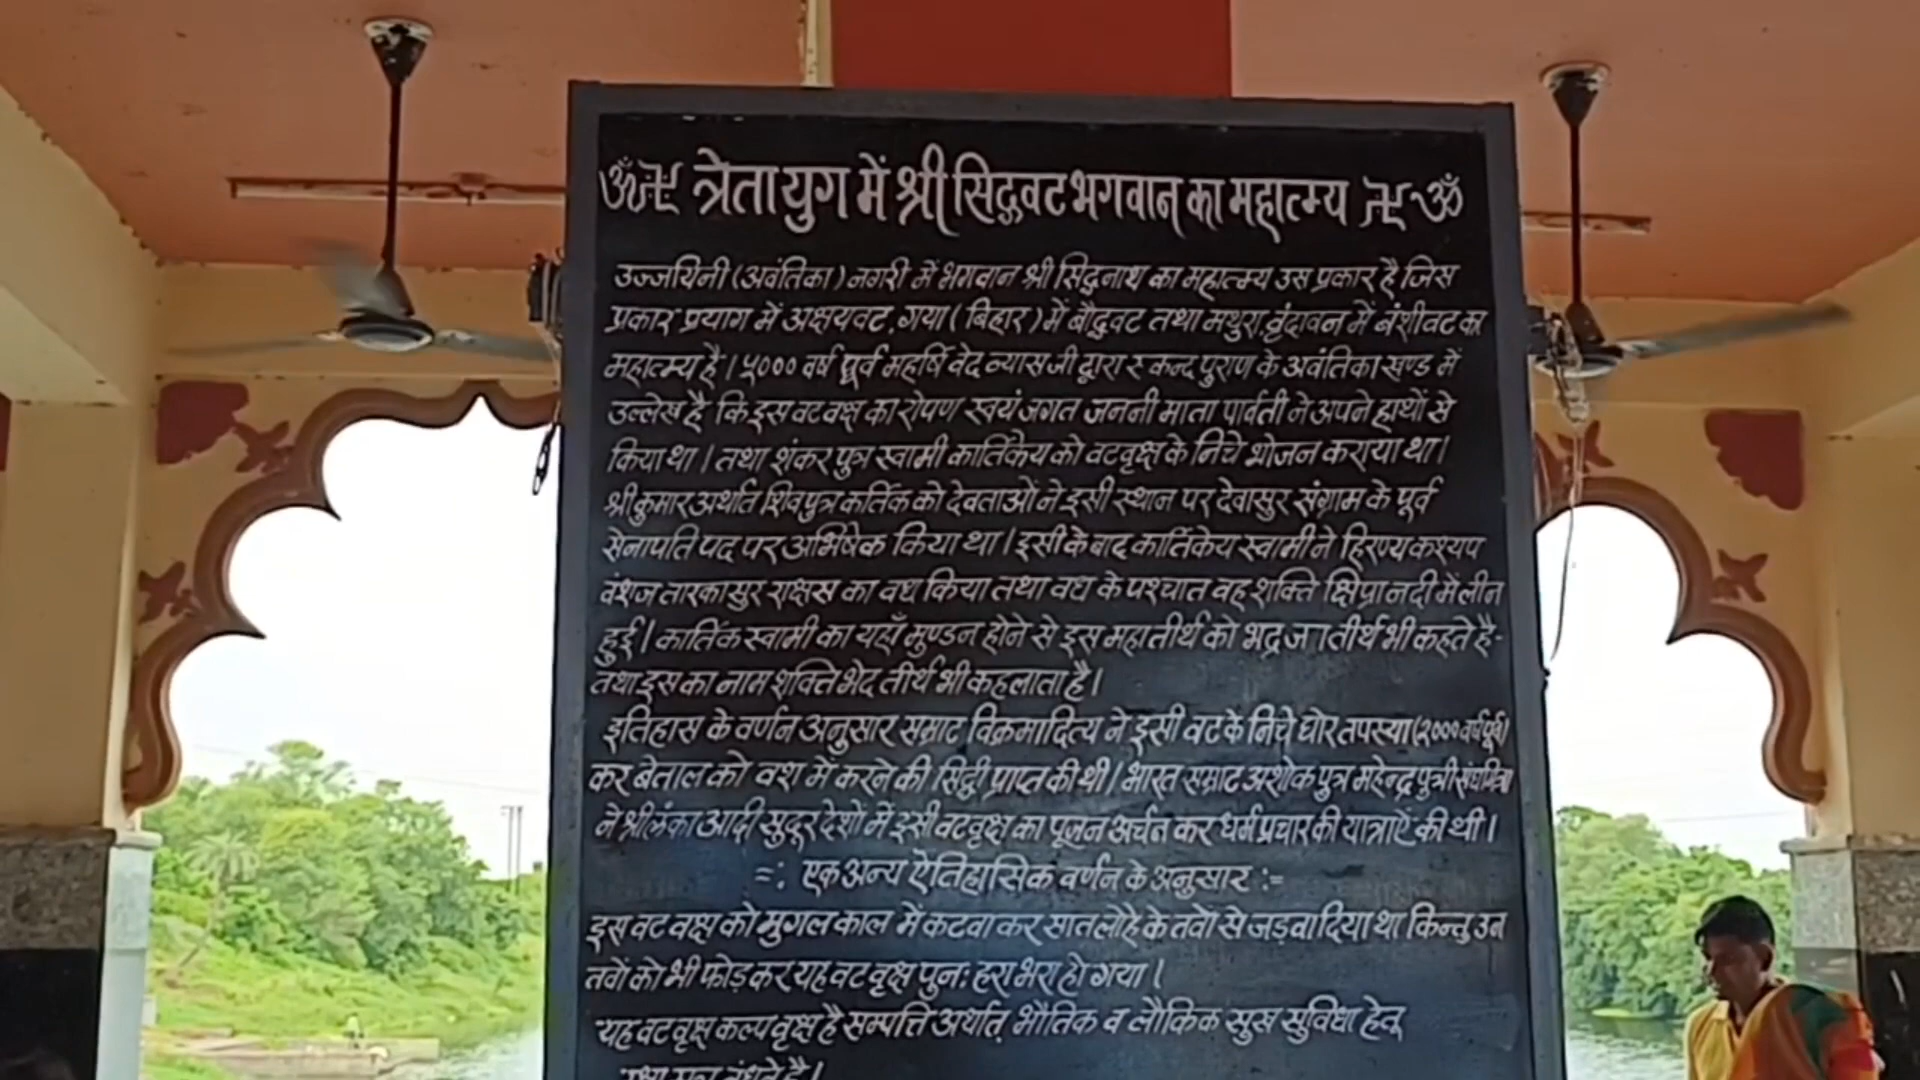 ॐ 卐 त्रेतायुग में श्री सिद्धवट भगवान का महात्म्य 卐 ॐ
उज्जयिनी (अवंतिका) नगरी में भगवान श्री सिद्धनाथ का महात्म्य उस प्रकार है जिस
प्रकार प्रयाग में अक्षयवट, गया (बिहार) में बौद्धवट तथा मथुरा, वृंदावन में बंशीवट का
महात्म्य है। ५००० वर्ष पूर्व महर्षि वेद व्यास जी द्वारा स्कन्द पुराण के अवंतिका खण्ड में
उल्लेख है कि इस वटवक्ष का रोपण स्वयं जगत जननी माता पार्वती ने अपने हाथों से
किया था। तथा शंकर पुत्र स्वामी कार्तिकेय को वटवृक्ष के निचे भोजन कराया था।
श्री कुमार अर्थात शिवपुत्र कर्तिक को देवताओं ने इसी स्थान पर देवासुर संग्राम के पूर्व
सेनापति पद पर अभिषेक किया था। इसी के बाद कार्तिकेय स्वामी ने हिरण्यकश्यप
वंशज तारकासुर राक्षस का वध किया तथा वध के पश्चात वह शक्ति क्षिप्रा नदी मे लीन
हुई। कार्तिक स्वामी का यहाँ मुण्डन होने से इस महातीर्थ को भद्रजा तीर्थ भी कहते है-
तथा इस का नाम शक्तिभेद तीर्थ भी कहलाता है।
इतिहास के वर्णन अनुसार सम्राट विक्रमादित्य ने इसी वट के निचे घोर तपस्या (२००० वर्ष पूर्व)
कर बेताल को वश में करने की सिद्धी प्राप्त की थी। भारत सम्राट अशोक पुत्र महेन्द्र पुत्री संघमित्रा
ने श्रीलंका आदी सुदूर देशों में इसी वटवृक्ष का पूजन अर्चन कर धर्म प्रचार की यात्राऐं की थी।
=: एक अन्य ऐतिहासिक वर्णन के अनुसार :=
इस वट वक्ष को मुगल काल में कटवा कर सात लोहे के तवों से जड़वा दिया था किन्तु उन
तवों को भी फोड़ कर यह वट वृक्ष पुनः हरा भरा हो गया।
यह वटवृक्ष कल्पवृक्ष है सम्पत्ति अर्थात् भौतिक व लौकिक सुख सुविधा हेतू